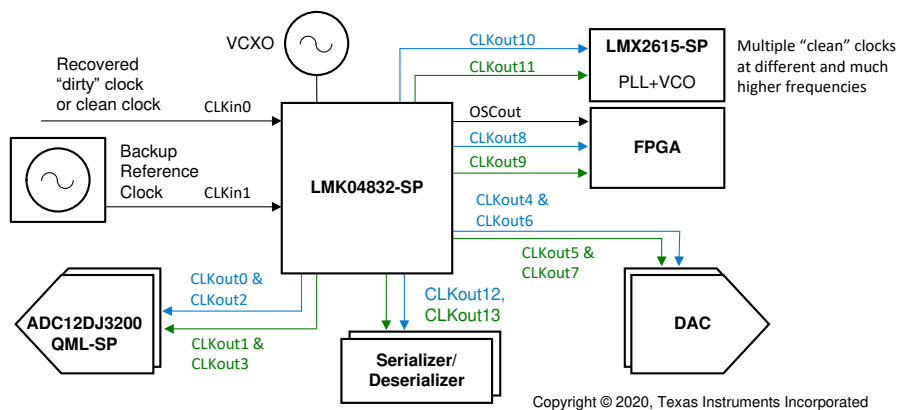 VCXO
Recovered
“dirty” clock
or clean clock
CLKin0
Backup
Reference
Clock
CLKin1
LMK04832-SP
CLKout10
CLKout11
LMX2615-SP
PLL+VCO
Multiple “clean” clocks
at different and much
higher frequencies
OSCout
CLKout8
CLKout9
FPGA
CLKout4 &
CLKout6
CLKout5 &
CLKout7
DAC
CLKout0 &
CLKout2
CLKout1 &
CLKout3
ADC12DJ3200
QML-SP
CLKout12,
CLKout13
Serializer/
Deserializer
Copyright © 2020, Texas Instruments Incorporated